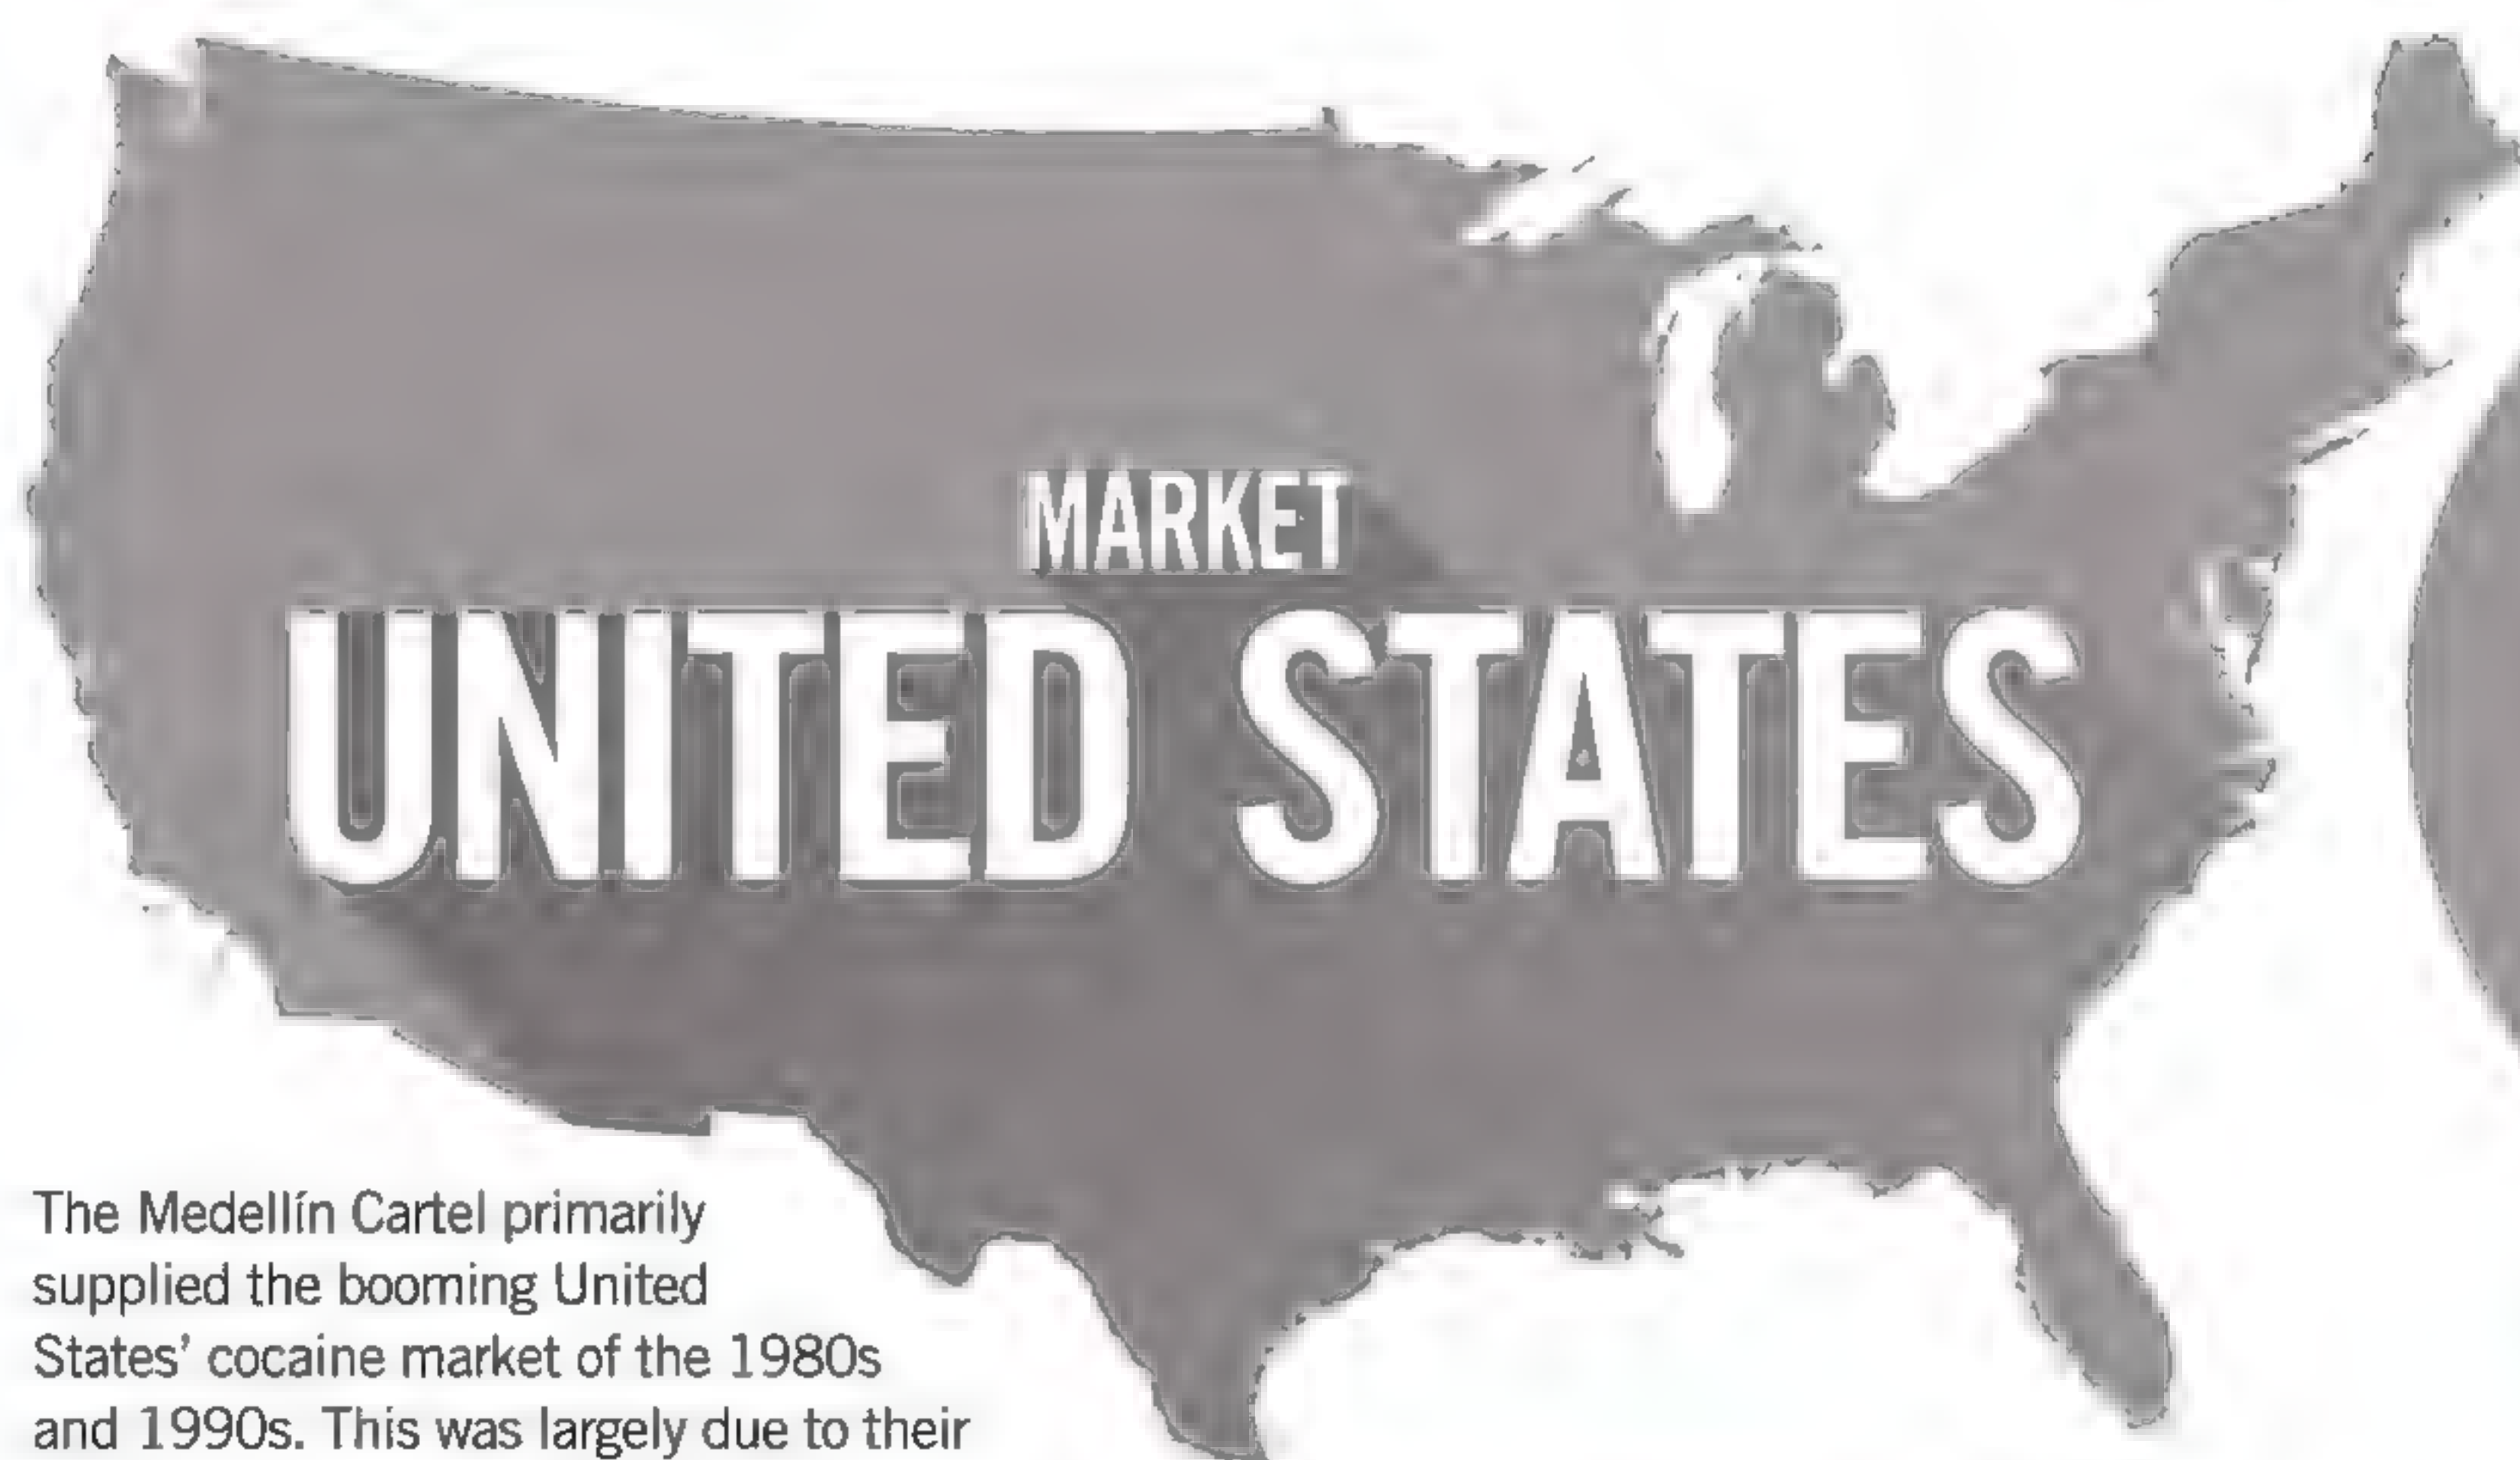 MARKET
UNITED STATES
The Medellín Cartel primarily
supplied the booming United
States’ cocaine market of the 1980s
and 1990s. This was largely due to their